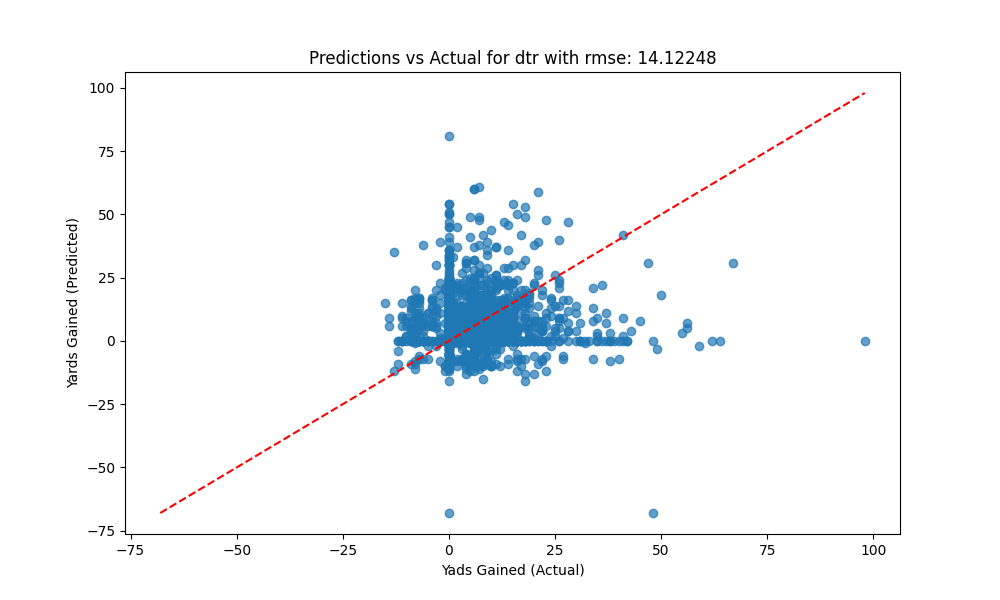 Predictions vs Actual for dtr with rmse: 14.12248
100
75
50
25
0
−25
−50
−75
Yards Gained (Predicted)
−75 −50 −25 0 25 50 75 100
Yads Gained (Actual)